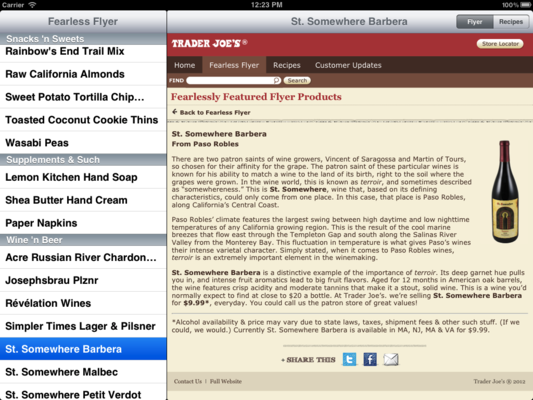 Carrier
12:23 PM
100%
Fearless Flyer
St. Somewhere Barbera
Flyer
Recipes
Snacks 'n Sweets
Rainbow's End Trail Mix
Raw California Almonds
Sweet Potato Tortilla Chip...
Toasted Coconut Cookie Thins
Wasabi Peas
Supplements & Such
Lemon Kitchen Hand Soap
Shea Butter Hand Cream
Paper Napkins
Wine 'n Beer
Acre Russian River Chardon...
Josephsbrau Plznr
Révélation Wines
Simpler Times Lager & Pilsner
St. Somewhere Barbera
St. Somewhere Malbec
St. Somewhere Petit Verdot
TRADER JOE'S®
Store Locator
Home
Fearless Flyer
Recipes
Customer Updates
FIND
Search
Fearlessly Featured Flyer Products
Back to Fearless Flyer
St. Somewhere Barbera
From Paso Robles
There are two patron saints of wine growers, Vincent of Saragossa and Martin of Tours,
so chosen for their affinity for the grape. The patron saint of these particular wines is
known for his ability to match a wine to the land of its birth, right to the soil where the
grapes were grown. In the wine world, this is known as terroir, and sometimes described
as "somewhereness." This is St. Somewhere, wine that, based on its defining
characteristics, could only come from one place. In this case, that place is Paso Robles,
along California's Central Coast.
Paso Robles' climate features the largest swing between high daytime and low nighttime
temperatures of any California growing region. This is the result of the cool marine
breezes that flow east through the Templeton Gap and south along the Salinas River
Valley from the Monterey Bay. This fluctuation in temperature is what gives Paso's wines
their intense varietal character. Simply stated, when it comes to Paso Robles wines,
terroir is an extremely important element in the winemaking.
St. Somewhere Barbera is a distinctive example of the importance of terroir. Its deep garnet hue pulls
you in, and intense fruit aromatics lead to big fruit flavors. Aged for 12 months in American oak barrels,
the wine features crisp acidity and moderate tannins that make it a stout, solid wine. This is a wine you'd
normally expect to find at close to $20 a bottle. At Trader Joe's. we're selling St. Somewhere Barbera
for $9.99*, everyday. You could call us the patron store of great values!
*Alcohol availability & price may vary due to state laws, taxes, shipment fees & other such stuff. (If we
could, we would.) Currently St. Somewhere Barbera is available in MA, NJ, MA & VA for $9.99.
+ SHARE THIS
Contact Us | Full Website
Trader Joe's ® 2012